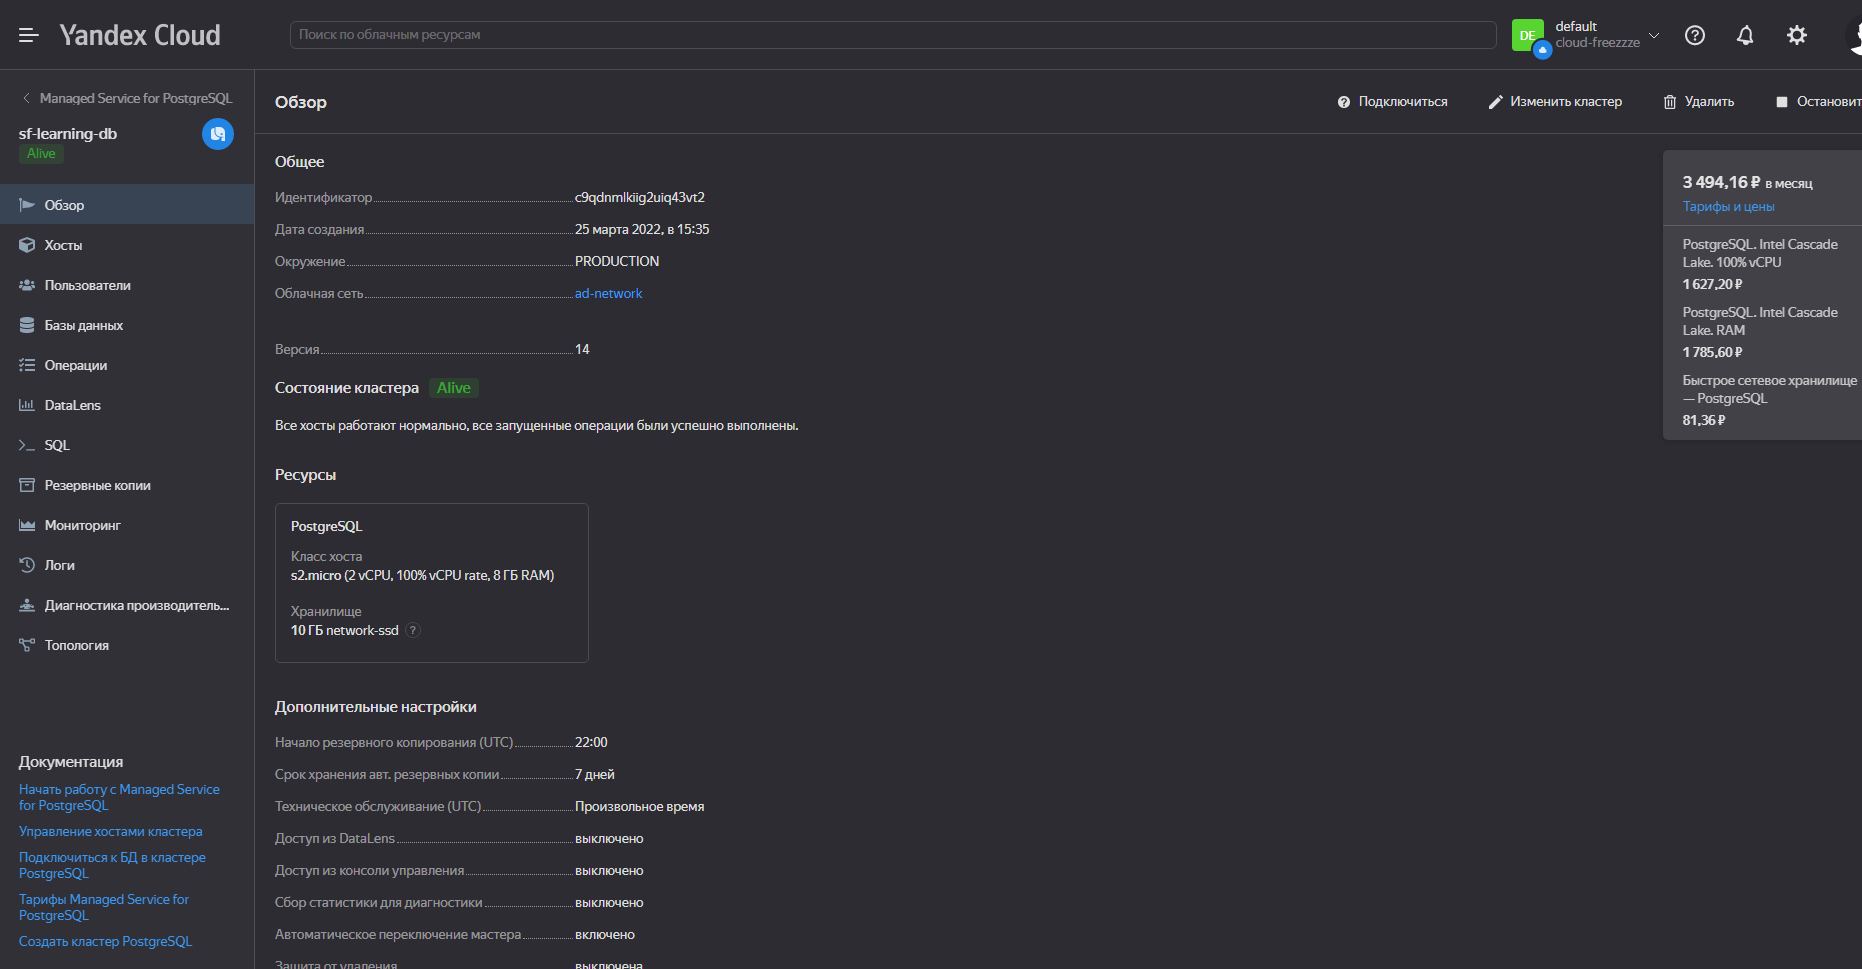 Yandex Cloud
Поиск по облачным ресурсам
DE
default
cloud-freezzze
Managed Service for PostgreSQL
sf-learning-db
Alive
Обзор
Хосты
Пользователи
Базы данных
Операции
DataLens
SQL
Резервные копии
Мониторинг
Логи
Диагностика производитель...
Топология
Документация
Начать работу с Managed Service
for PostgreSQL
Управление хостами кластера
Подключиться к БД в кластере
PostgreSQL
Тарифы Managed Service for
PostgreSQL
Создать кластер PostgreSQL
Обзор
Подключиться
Изменить кластер
Удалить
Остановит
Общее
Идентификатор c9qdnmlkiig2uiq43vt2
Дата создания 25 марта 2022, в 15:35
Окружение PRODUCTION
Облачная сеть ad-network
Версия 14
Состояние кластера Alive
Все хосты работают нормально, все запущенные операции были успешно выполнены.
Ресурсы
PostgreSQL
Класс хоста
s2.micro (2 vCPU, 100% vCPU rate, 8 ГБ RAM)
Хранилище
10 ГБ network-ssd ?
Дополнительные настройки
Начало резервного копирования (UTC) 22:00
Срок хранения авт. резервных копии 7 дней
Техническое обслуживание (UTC) Произвольное время
Доступ из DataLens выключено
Доступ из консоли управления выключено
Сбор статистики для диагностики выключено
Автоматическое переключение мастера включено
Защита от удаления выключена
3 494,16 ₽ в месяц
Тарифы и цены
PostgreSQL. Intel Cascade
Lake. 100% vCPU
1 627,20 ₽
PostgreSQL. Intel Cascade
Lake. RAM
1 785,60 ₽
Быстрое сетевое хранилище
— PostgreSQL
81,36 ₽